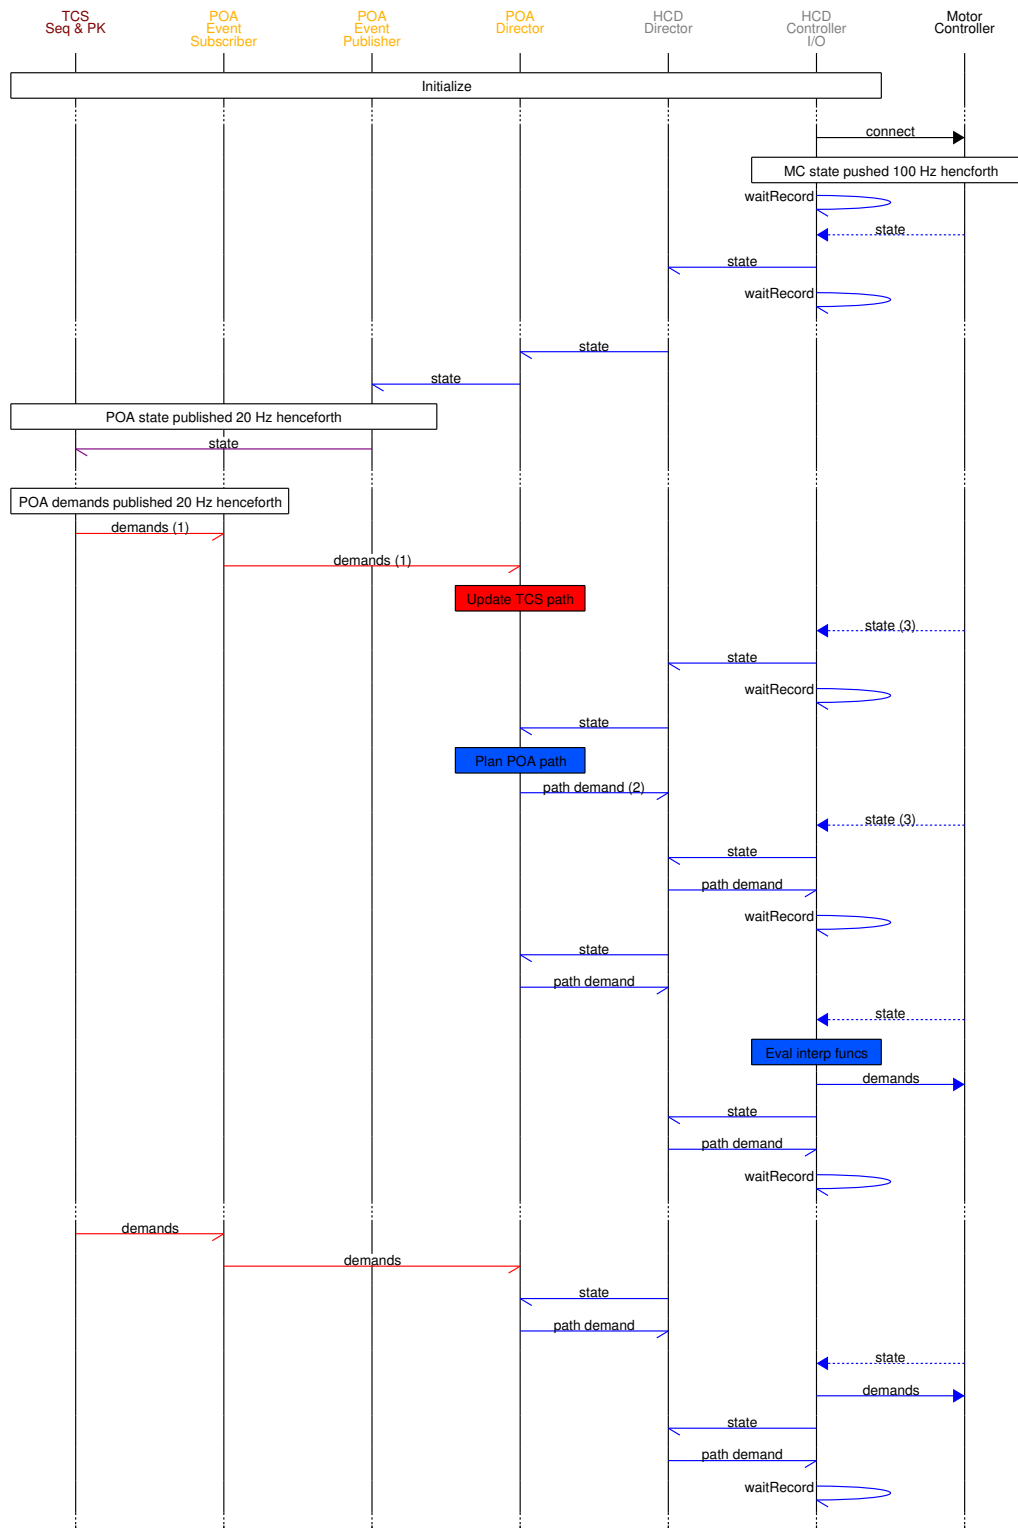 TCS
Seq & PK
POA
Event
Subscriber
POA
Event
Publisher
POA
Director
HCD
Director
HCD
Controller
I/O
Motor
Controller
Initialize
connect
MC state pushed 100 Hz hencforth
waitRecord
state
state
waitRecord
state
state
POA state published 20 Hz henceforth
state
POA demands published 20 Hz henceforth
demands (1)
demands (1)
Update TCS path
state (3)
state
waitRecord
state
Plan POA path
path demand (2)
state (3)
state
path demand
waitRecord
state
path demand
state
Eval interp funcs
demands
state
path demand
waitRecord
demands
demands
state
path demand
state
demands
state
path demand
waitRecord